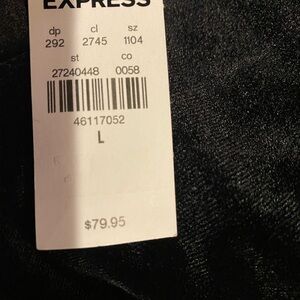 EXPRESS
dp cl sz
292 2745 1104
st co
27240448 0058
46117052
L
$79.95